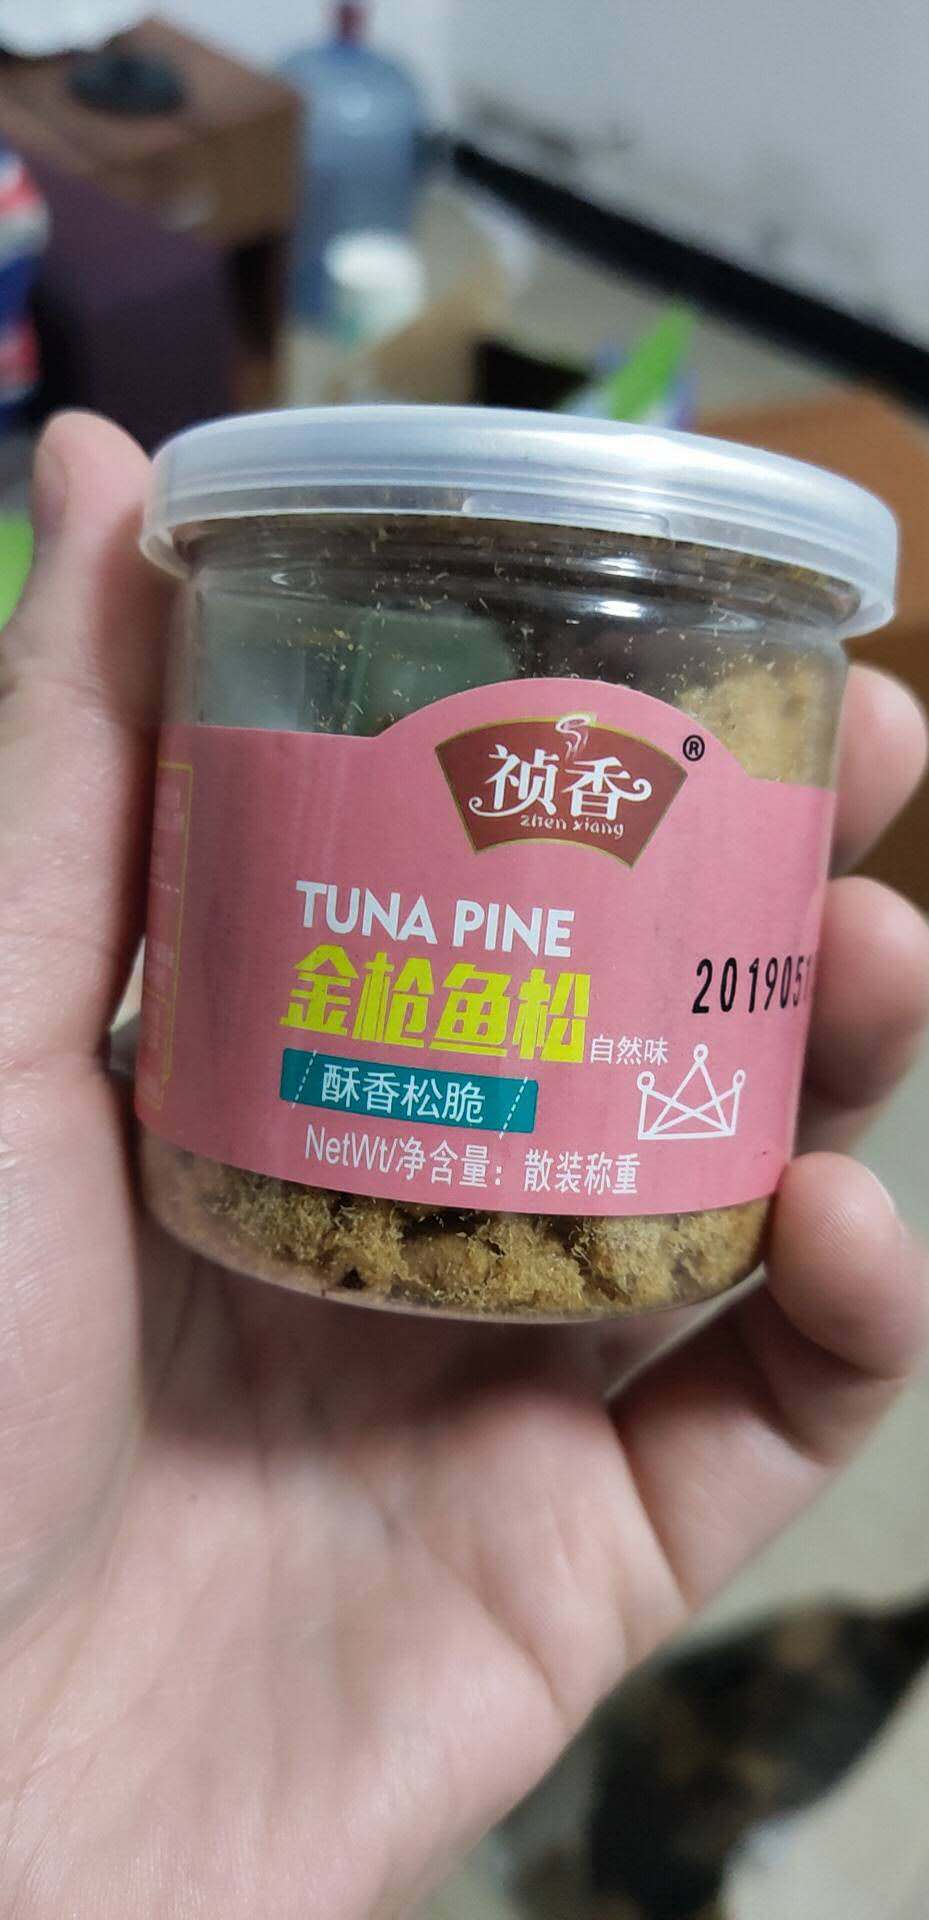 祯香®
zhen xiang
TUNA PINE
金枪鱼松
自然味
2019051
酥香松脆
NetWt/净含量：散装称重